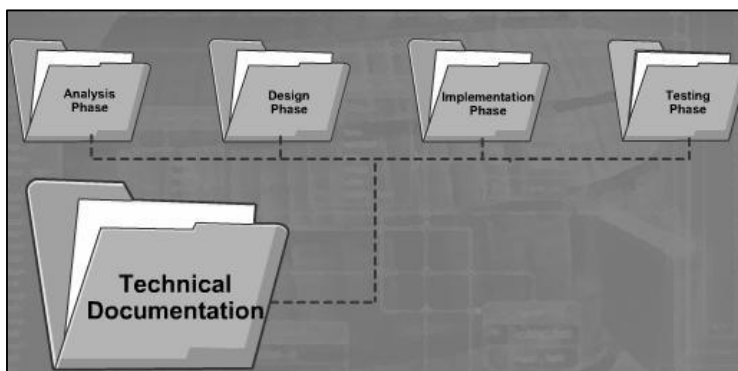 Analysis
Phase
Design
Phase
Implementation
Phase
Testing
Phase
Technical
Documentation